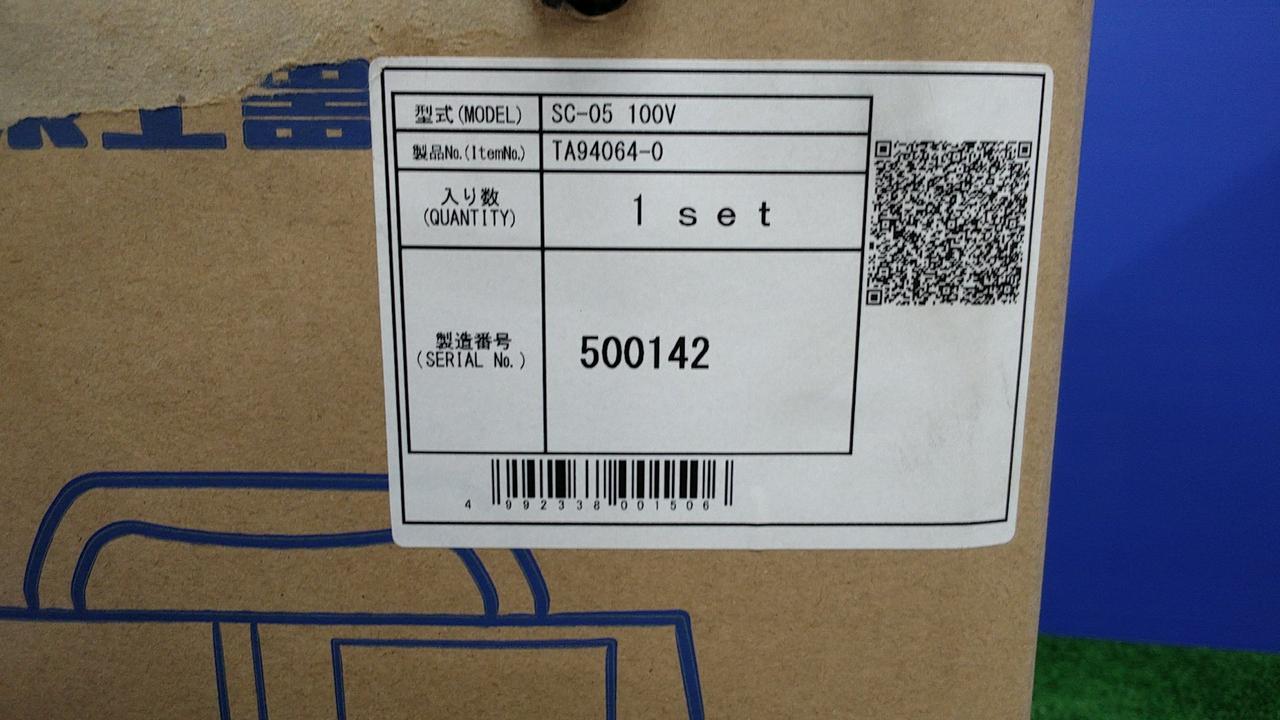 型式(MODEL) SC-05 100V
製品No.(ItemNo.) TA94064-0
入り数
(QUANTITY)
1 set
製造番号
(SERIAL No.)
500142
4 992338 001506